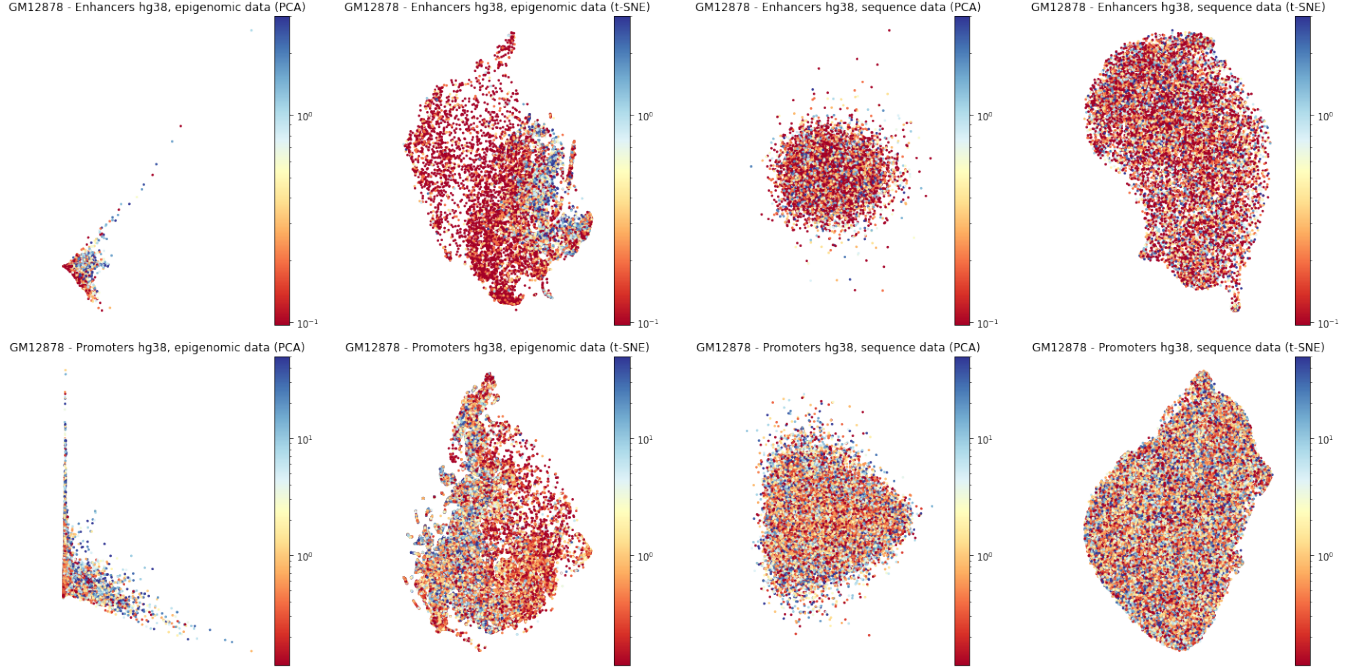 GM12878 - Enhancers hg38, epigenomic data (PCA)
GM12878 - Enhancers hg38, epigenomic data (t-SNE)
GM12878 - Enhancers hg38, sequence data (PCA)
GM12878 - Enhancers hg38, sequence data (t-SNE)
10⁰
10⁻¹
10⁰
10⁻¹
10⁰
10⁻¹
10⁰
10⁻¹
GM12878 - Promoters hg38, epigenomic data (PCA)
GM12878 - Promoters hg38, epigenomic data (t-SNE)
GM12878 - Promoters hg38, sequence data (PCA)
GM12878 - Promoters hg38, sequence data (t-SNE)
10¹
10⁰
10¹
10⁰
10¹
10⁰
10¹
10⁰